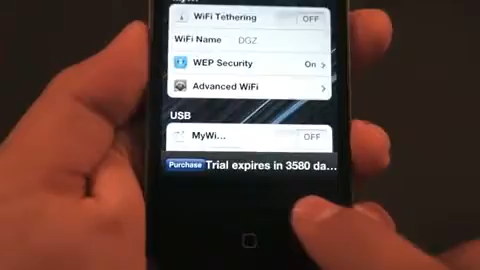 WiFi Tethering OFF
WiFi Name DGZ
WEP Security On
Advanced WiFi
USB
MyWi... OFF
Purchase Trial expires in 3580 da...